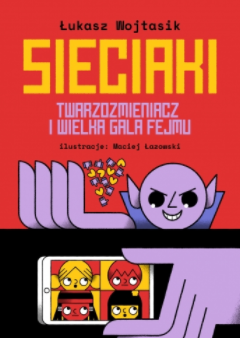 Łukasz Wojtasik
SIECIAKI
TWARZOZMIENIACZ
I WIELKA GALA FEJMU
ilustracje: Maciej Łazowski